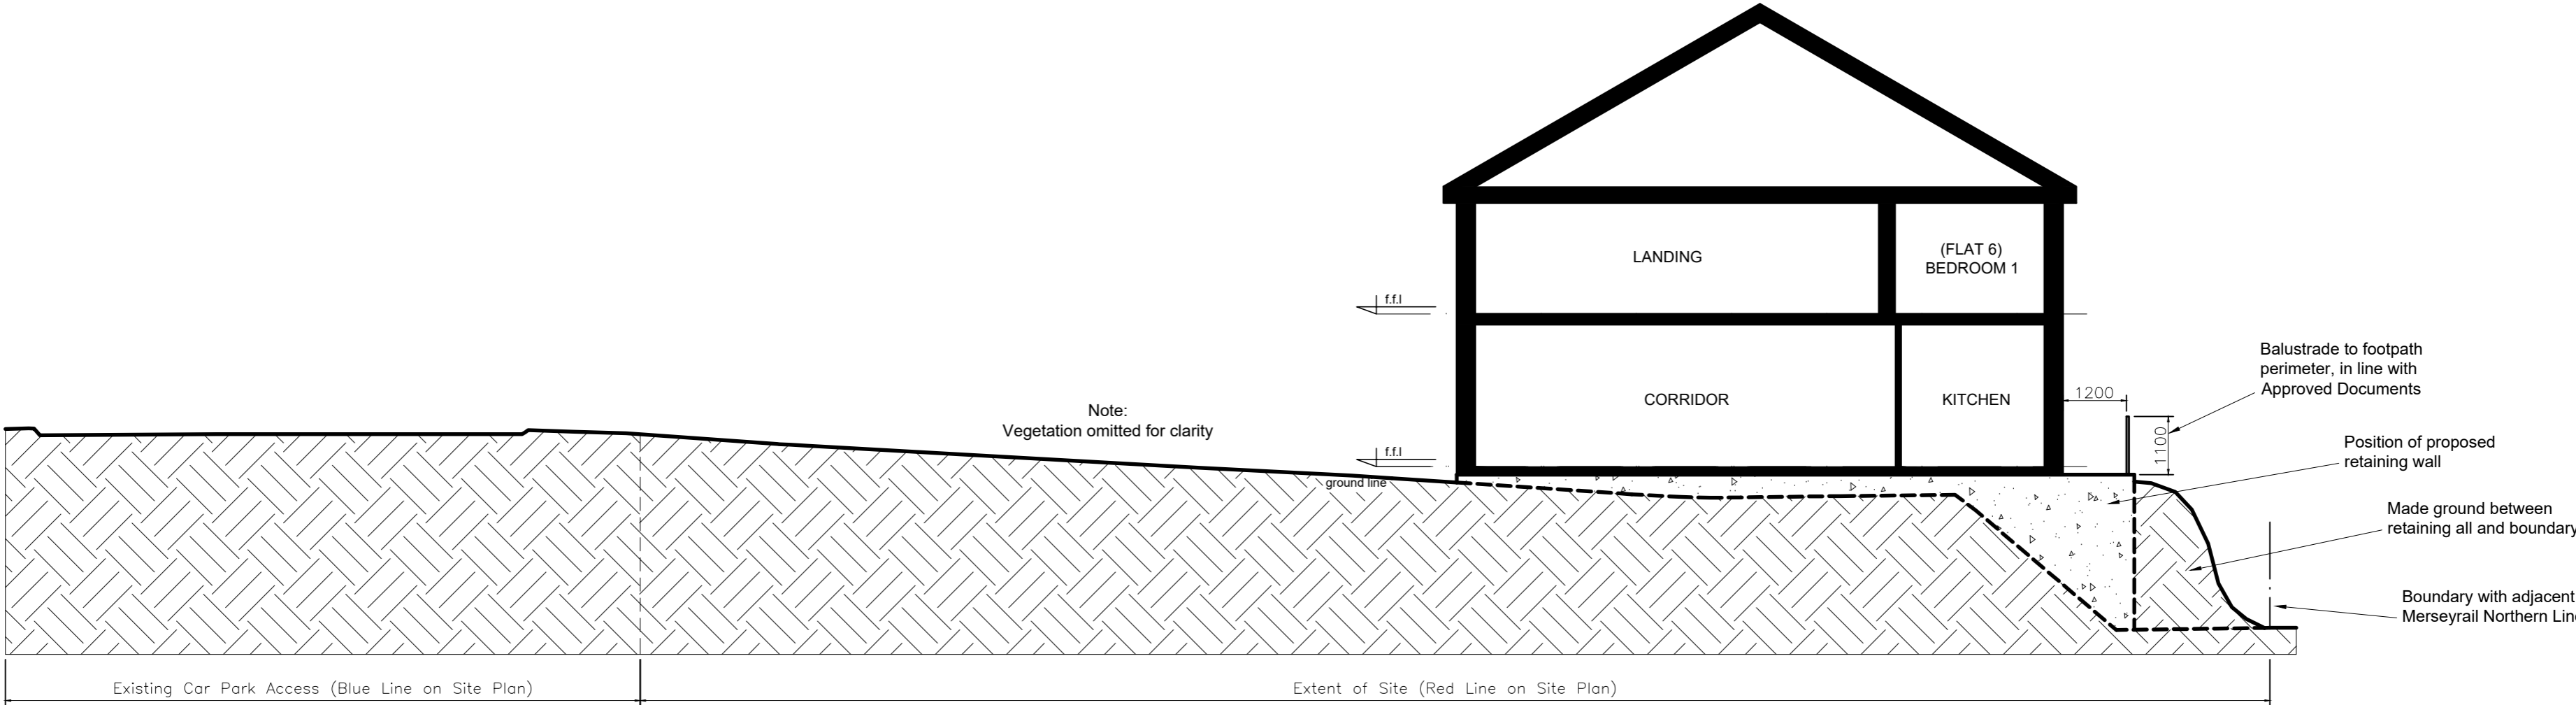 LANDING
(FLAT 6)
BEDROOM 1
f.f.l
CORRIDOR
KITCHEN
f.f.l
ground line
Note:
Vegetation omitted for clarity
1200
1100
Balustrade to footpath
perimeter, in line with
Approved Documents
Position of proposed
retaining wall
Made ground between
retaining all and boundary
Boundary with adjacent
Merseyrail Northern Lin
Existing Car Park Access (Blue Line on Site Plan)
Extent of Site (Red Line on Site Plan)